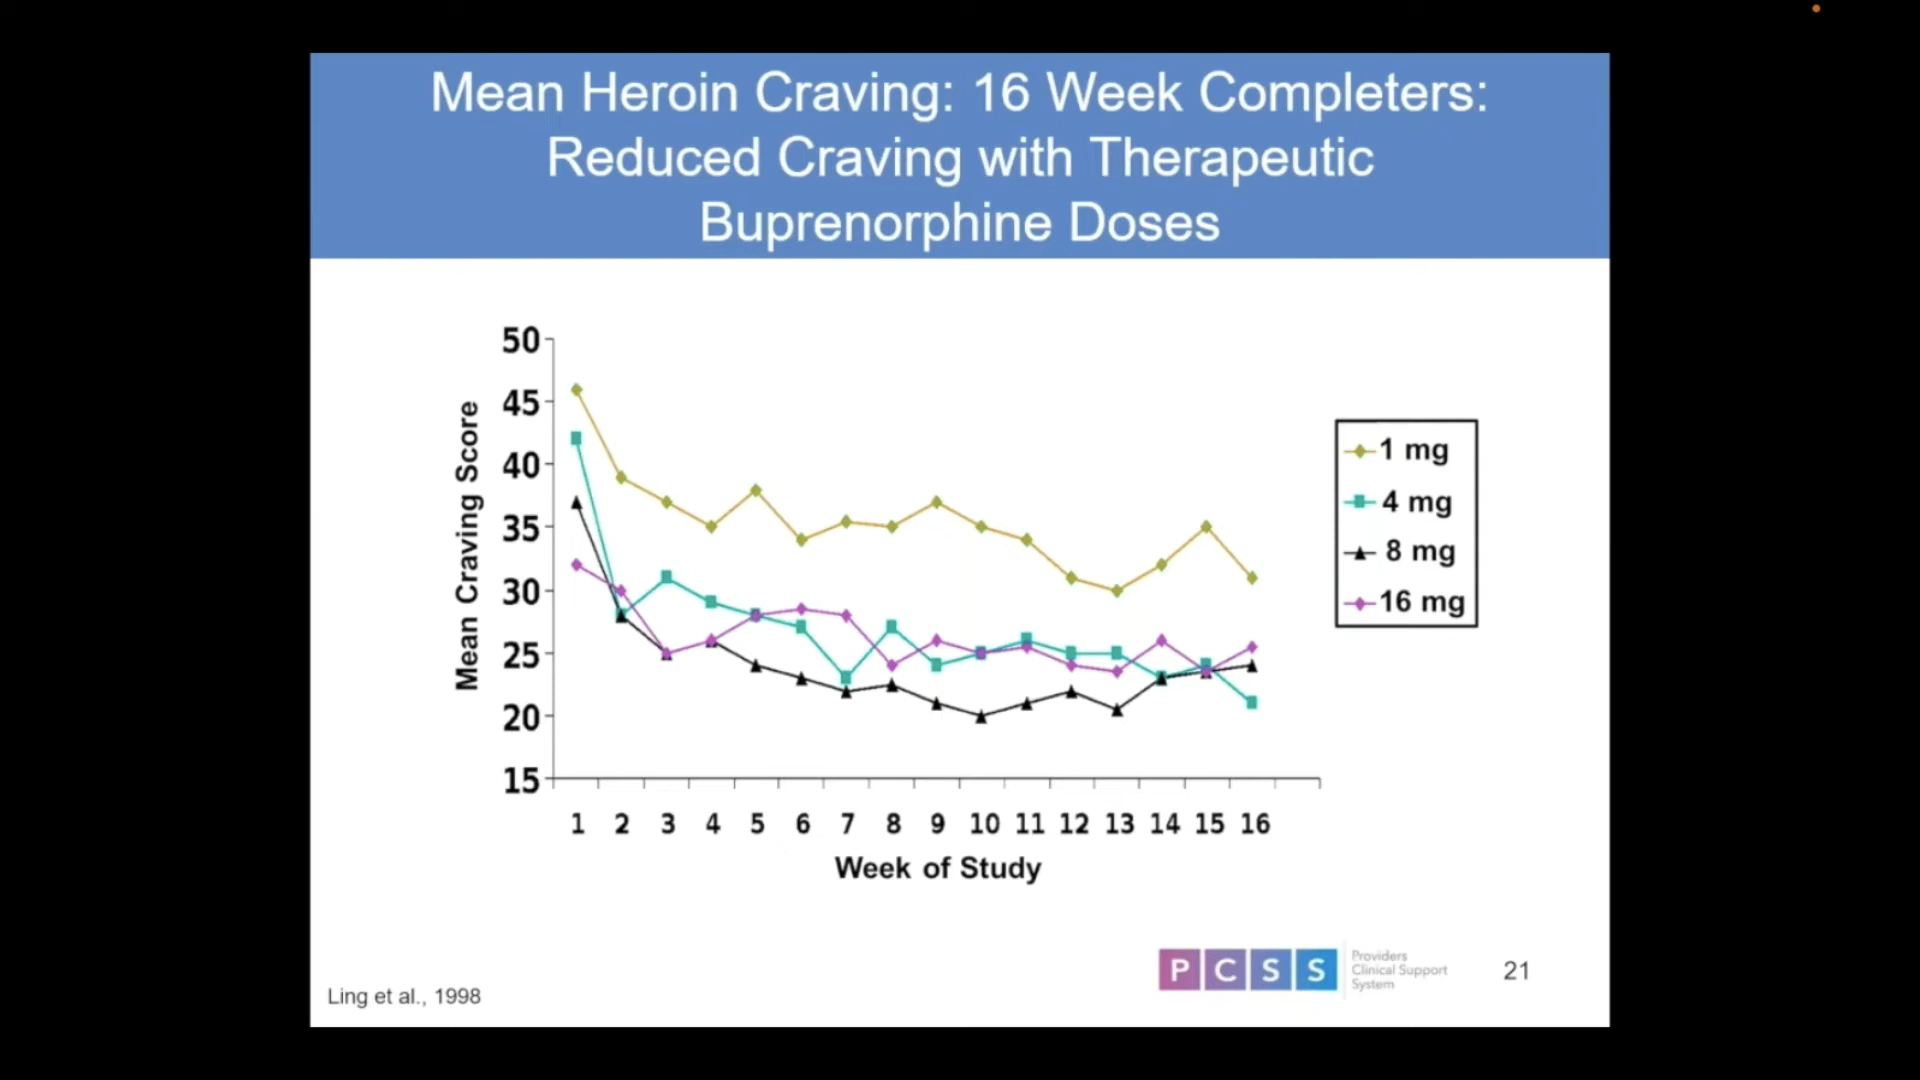 Mean Heroin Craving: 16 Week Completers:
Reduced Craving with Therapeutic
Buprenorphine Doses
Mean Craving Score
50
45
40
35
30
25
20
15
1 2 3 4 5 6 7 8 9 10 11 12 13 14 15 16
Week of Study
1 mg
4 mg
8 mg
16 mg
Ling et al., 1998
PCSS
Providers
Clinical Support
System
21